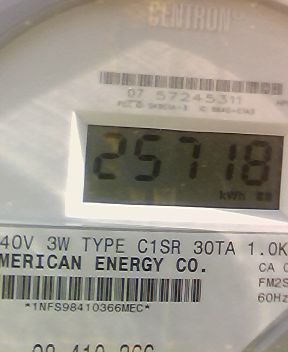 CENTRON
07 57245311
25718
kWh
40V 3W TYPE C1SR 30TA 1.0K
MERICAN ENERGY CO.
CA 0
FM2S
60Hz
*1NFS98410366MEC*